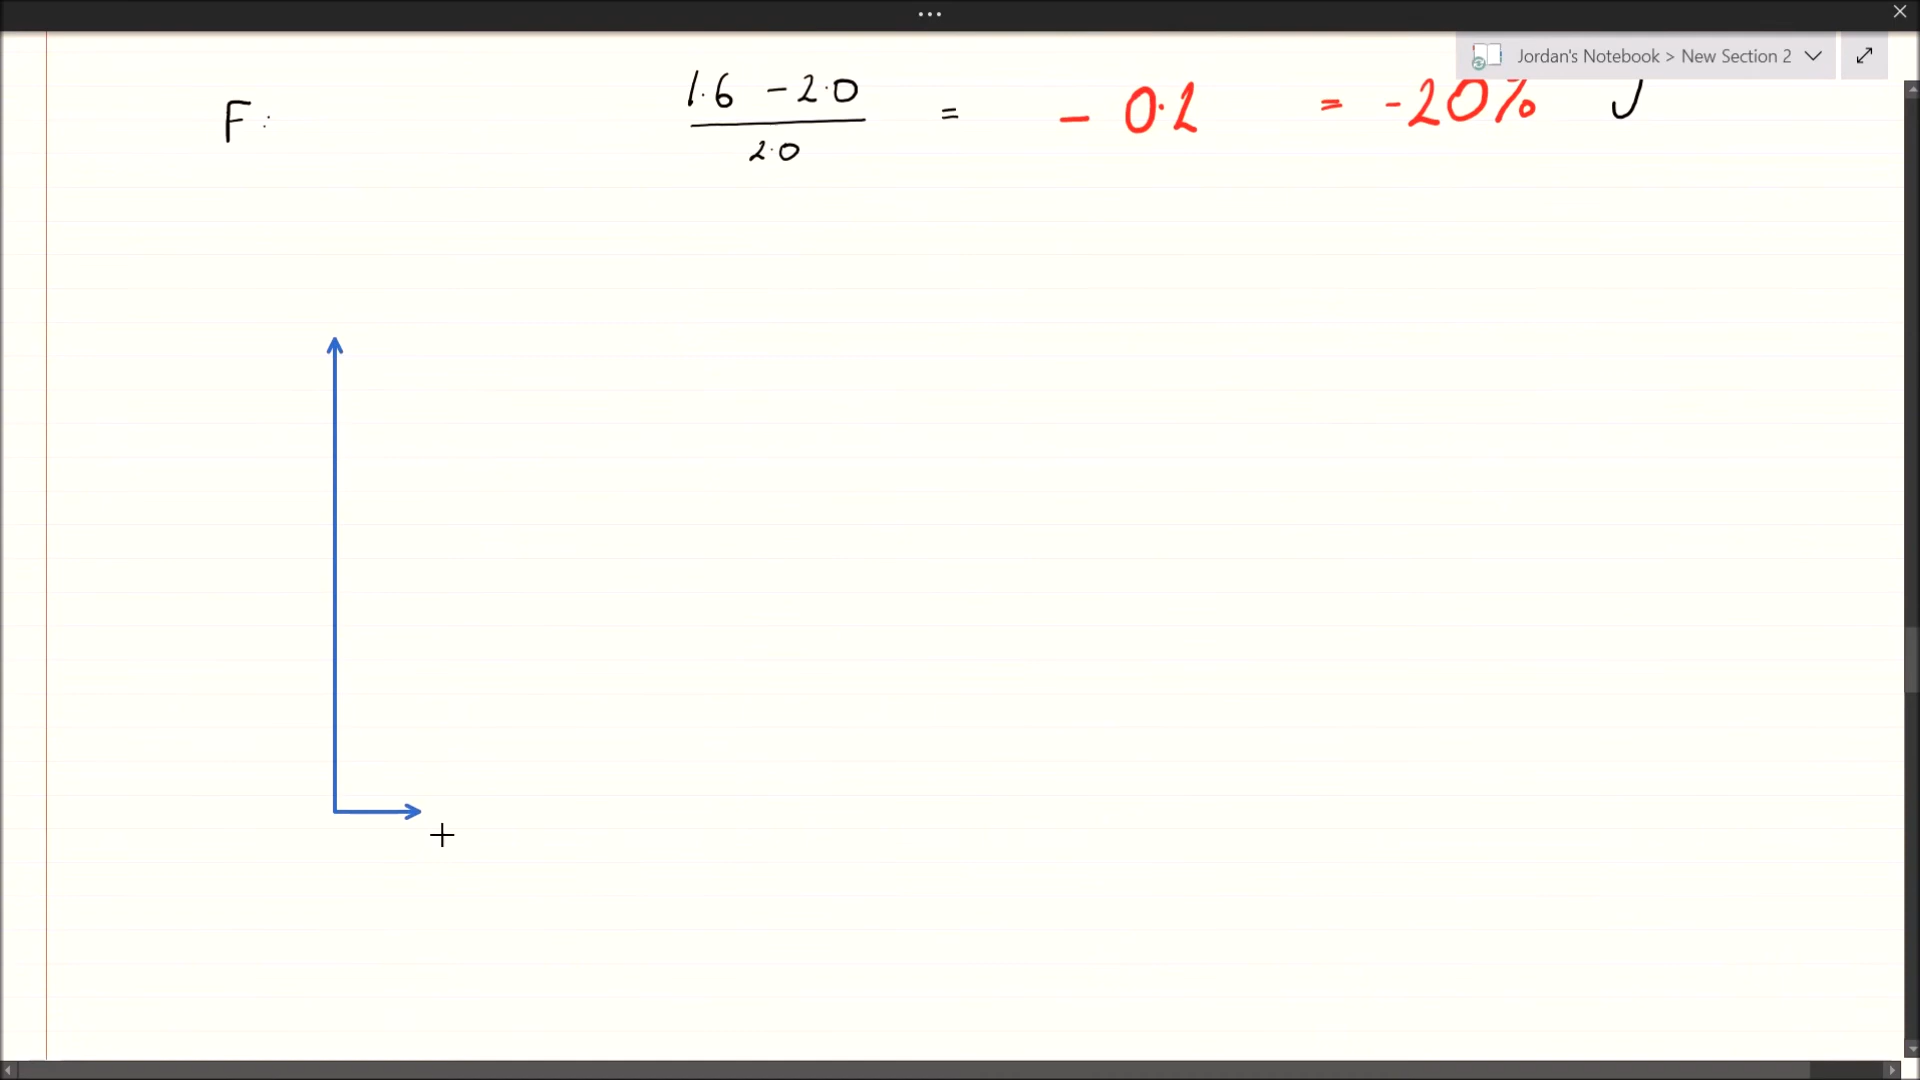 ...
Jordan's Notebook > New Section 2
F: 1.6 - 2.0 / 2.0 = - 0.2 = -20%